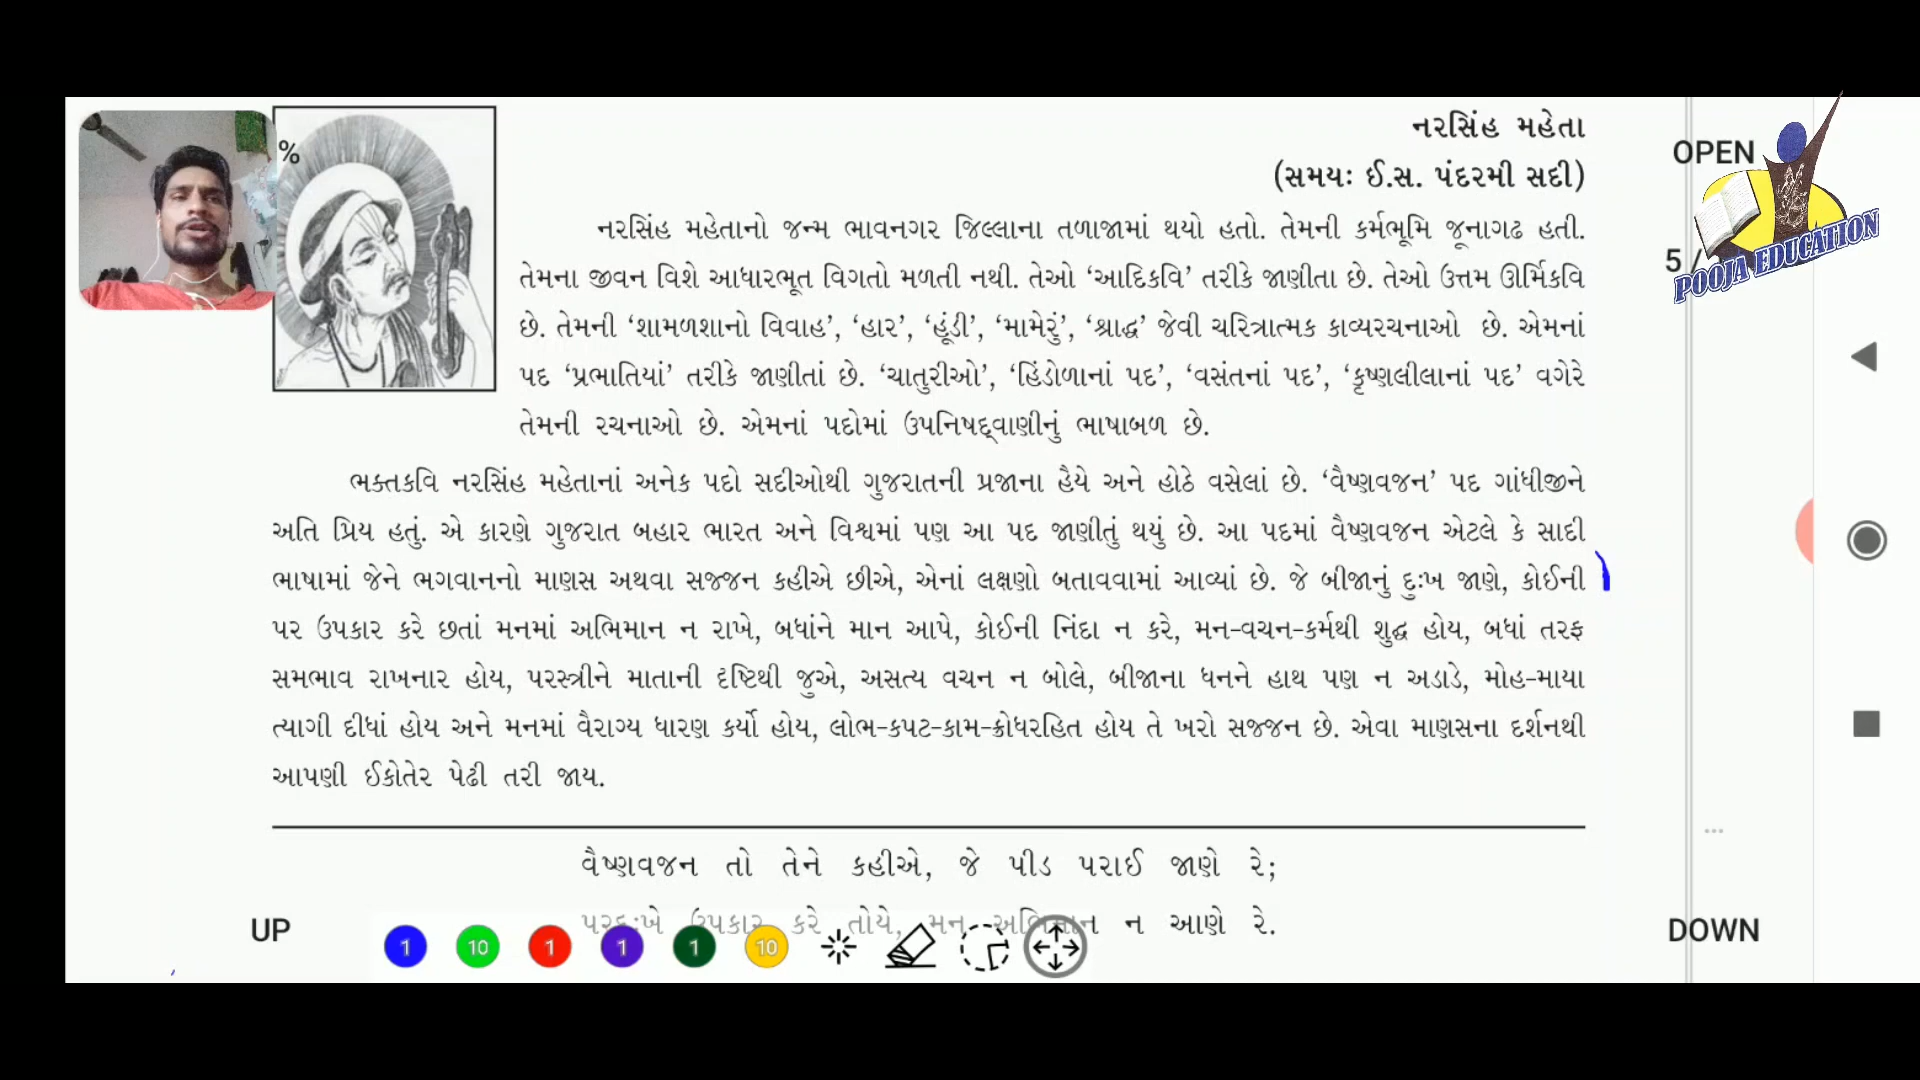 નરસિંહ મહેતા
(સમયઃ ઈ.સ. પંદરમી સદી)
નરસિંહ મહેતાનો જન્મ ભાવનગર જિલ્લાના તળાજામાં થયો હતો. તેમની કર્મભૂમિ જૂનાગઢ હતી.
તેમના જીવન વિશે આધારભૂત વિગતો મળતી નથી. તેઓ ‘આદિકવિ’ તરીકે જાણીતા છે. તેઓ ઉત્તમ ઊર્મિકવિ
છે. તેમની ‘શામળશાનો વિવાહ’, ‘હાર’, ‘હૂંડી’, ‘મામેરું’, ‘શ્રાદ્ધ’ જેવી ચરિત્રાત્મક કાવ્યરચનાઓ છે. એમનાં
પદ ‘પ્રભાતિયાં’ તરીકે જાણીતાં છે. ‘ચાતુરીઓ’, ‘હિંડોળાનાં પદ’, ‘વસંતનાં પદ’, ‘કૃષ્ણલીલાનાં પદ’ વગેરે
તેમની રચનાઓ છે. એમનાં પદોમાં ઉપનિષદ્‌વાણીનું ભાષાબળ છે.
ભક્તકવિ નરસિંહ મહેતાનાં અનેક પદો સદીઓથી ગુજરાતની પ્રજાના હૈયે અને હોઠે વસેલાં છે. ‘વૈષ્ણવજન’ પદ ગાંધીજીને
અતિ પ્રિય હતું. એ કારણે ગુજરાત બહાર ભારત અને વિશ્વમાં પણ આ પદ જાણીતું થયું છે. આ પદમાં વૈષ્ણવજન એટલે કે સાદી
ભાષામાં જેને ભગવાનનો માણસ અથવા સજ્જન કહીએ છીએ, એનાં લક્ષણો બતાવવામાં આવ્યાં છે. જે બીજાનું દુઃખ જાણે, કોઈની
પર ઉપકાર કરે છતાં મનમાં અભિમાન ન રાખે, બધાંને માન આપે, કોઈની નિંદા ન કરે, મન-વચન-કર્મથી શુદ્ધ હોય, બધાં તરફ
સમભાવ રાખનાર હોય, પરસ્ત્રીને માતાની દૃષ્ટિથી જુએ, અસત્ય વચન ન બોલે, બીજાના ધનને હાથ પણ ન અડાડે, મોહ-માયા
ત્યાગી દીધાં હોય અને મનમાં વૈરાગ્ય ધારણ કર્યો હોય, લોભ-કપટ-કામ-ક્રોધરહિત હોય તે ખરો સજ્જન છે. એવા માણસના દર્શનથી
આપણી ઈકોતેર પેઢી તરી જાય.
વૈષ્ણવજન તો તેને કહીએ, જે પીડ પરાઈ જાણે રે;
પરદુઃખે ઉપકાર કરે તોયે, મન અભિમાન ન આણે રે.
%
OPEN
5/
POOJA EDUCATION
UP
DOWN
1 10 1 1 1 10